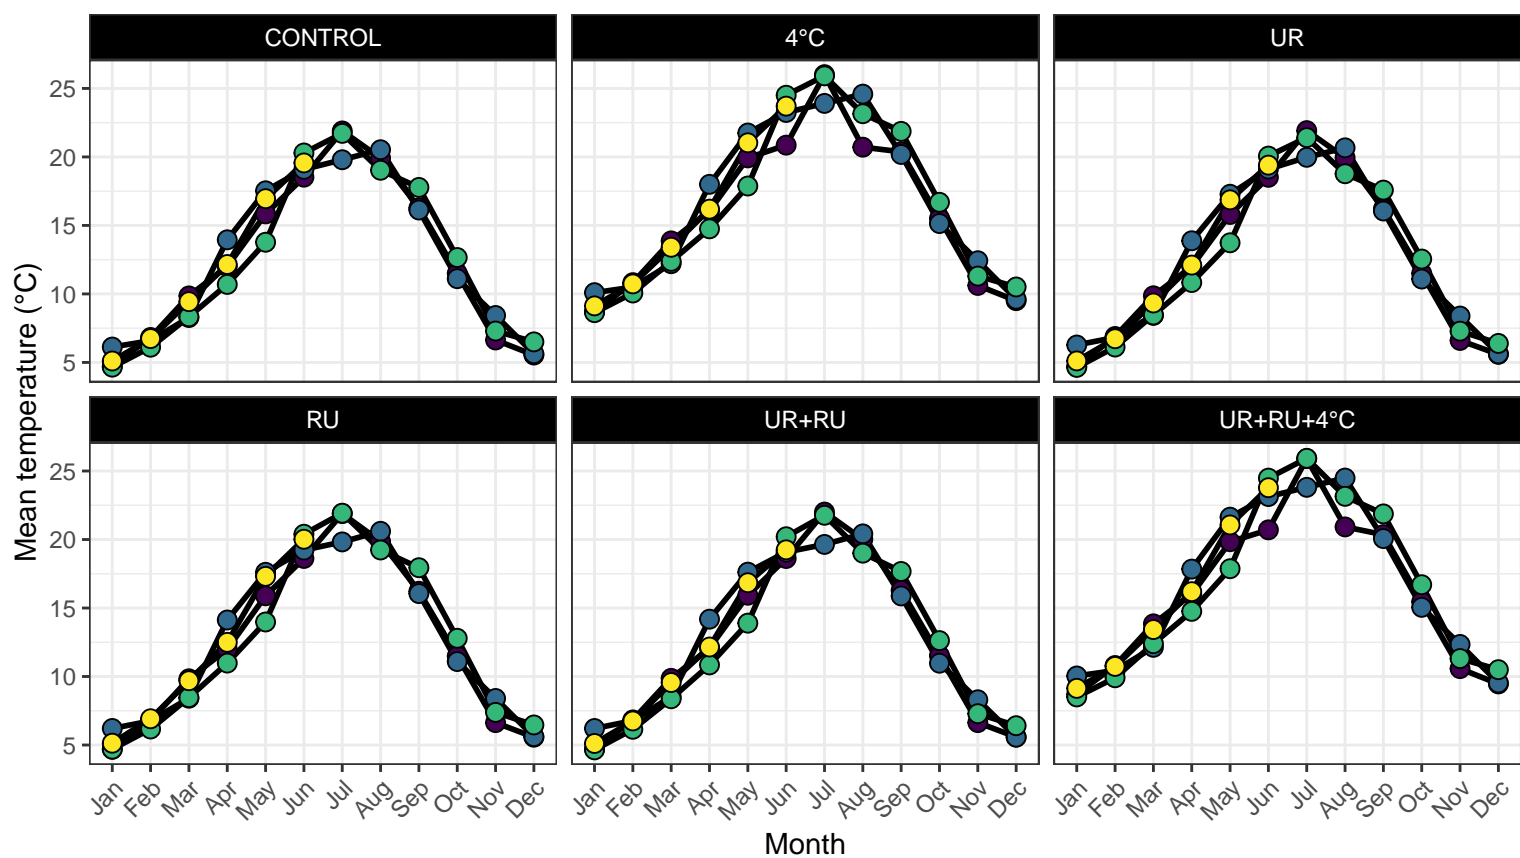 CONTROL 4°C UR
25
20
15
10
5
RU UR+RU UR+RU+4°C
25
20
15
10
5
Mean temperature (°C)
Jan Feb Mar Apr May Jun Jul Aug Sep Oct Nov Dec Jan Feb Mar Apr May Jun Jul Aug Sep Oct Nov Dec Jan Feb Mar Apr May Jun Jul Aug Sep Oct Nov Dec
Month